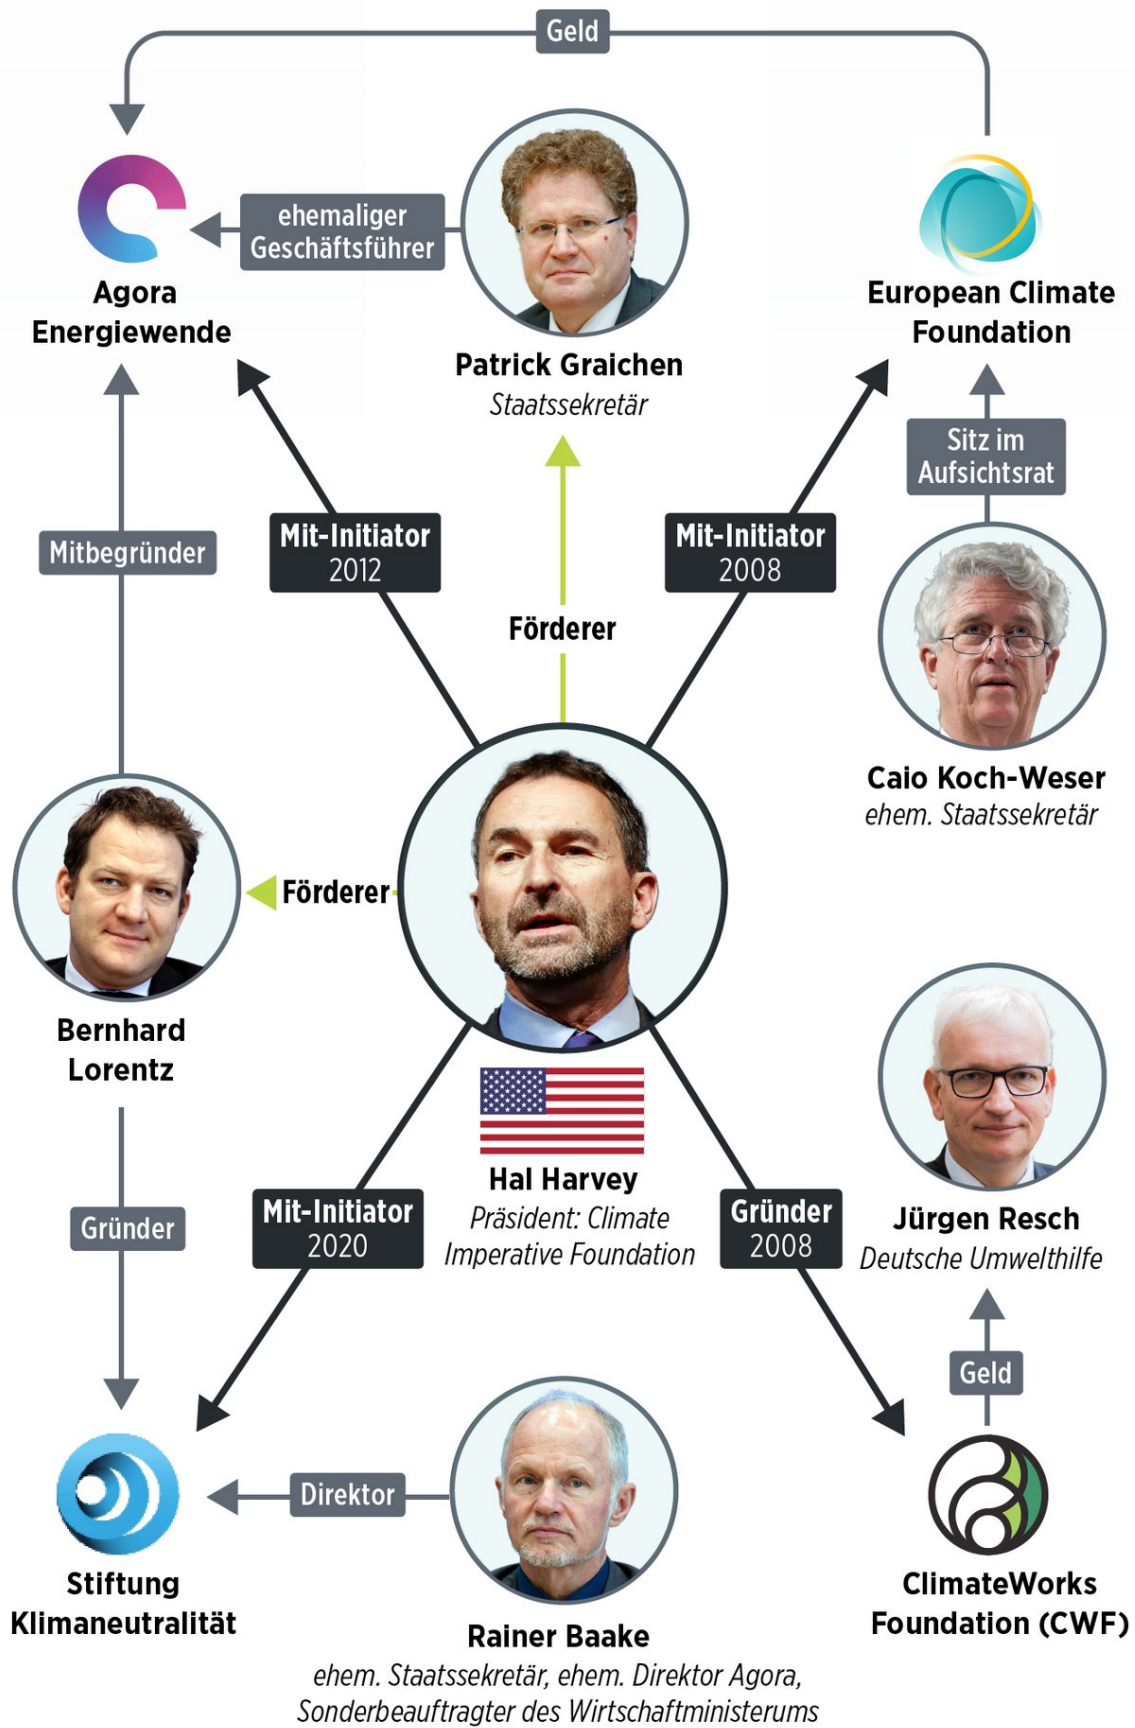 Geld
ehemaliger
Geschäftsführer
Agora
Energiewende
European Climate
Foundation
Patrick Graichen
Staatssekretär
Sitz im
Aufsichtsrat
Mit-Initiator
2012
Mit-Initiator
2008
Mitbegründer
Förderer
Caio Koch-Weser
ehem. Staatssekretär
Förderer
Bernhard
Lorentz
Hal Harvey
Präsident: Climate
Imperative Foundation
Jürgen Resch
Deutsche Umwelthilfe
Gründer
Mit-Initiator
2020
Gründer
2008
Geld
Direktor
Stiftung
Klimaneutralität
ClimateWorks
Foundation (CWF)
Rainer Baake
ehem. Staatssekretär, ehem. Direktor Agora,
Sonderbeauftragter des Wirtschaftministerums